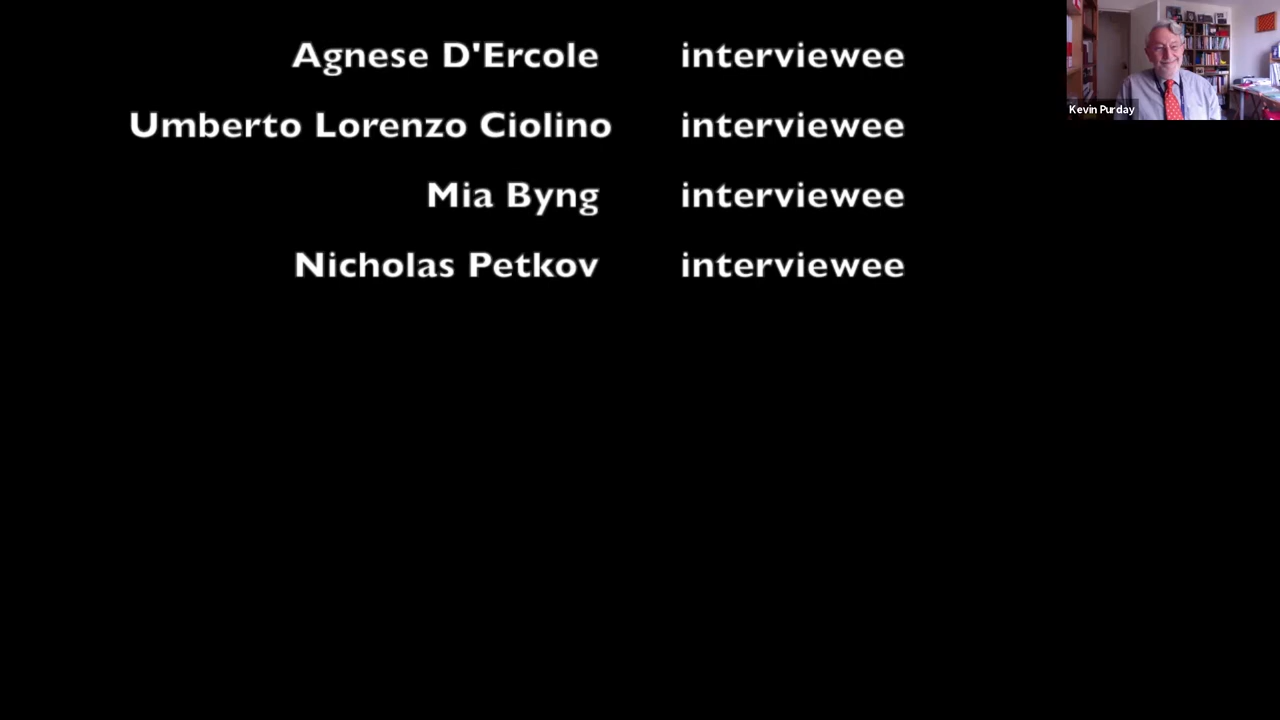 Agnese D'Ercole interviewee
Umberto Lorenzo Ciolino interviewee
Mia Byng interviewee
Nicholas Petkov interviewee
Kevin Purday